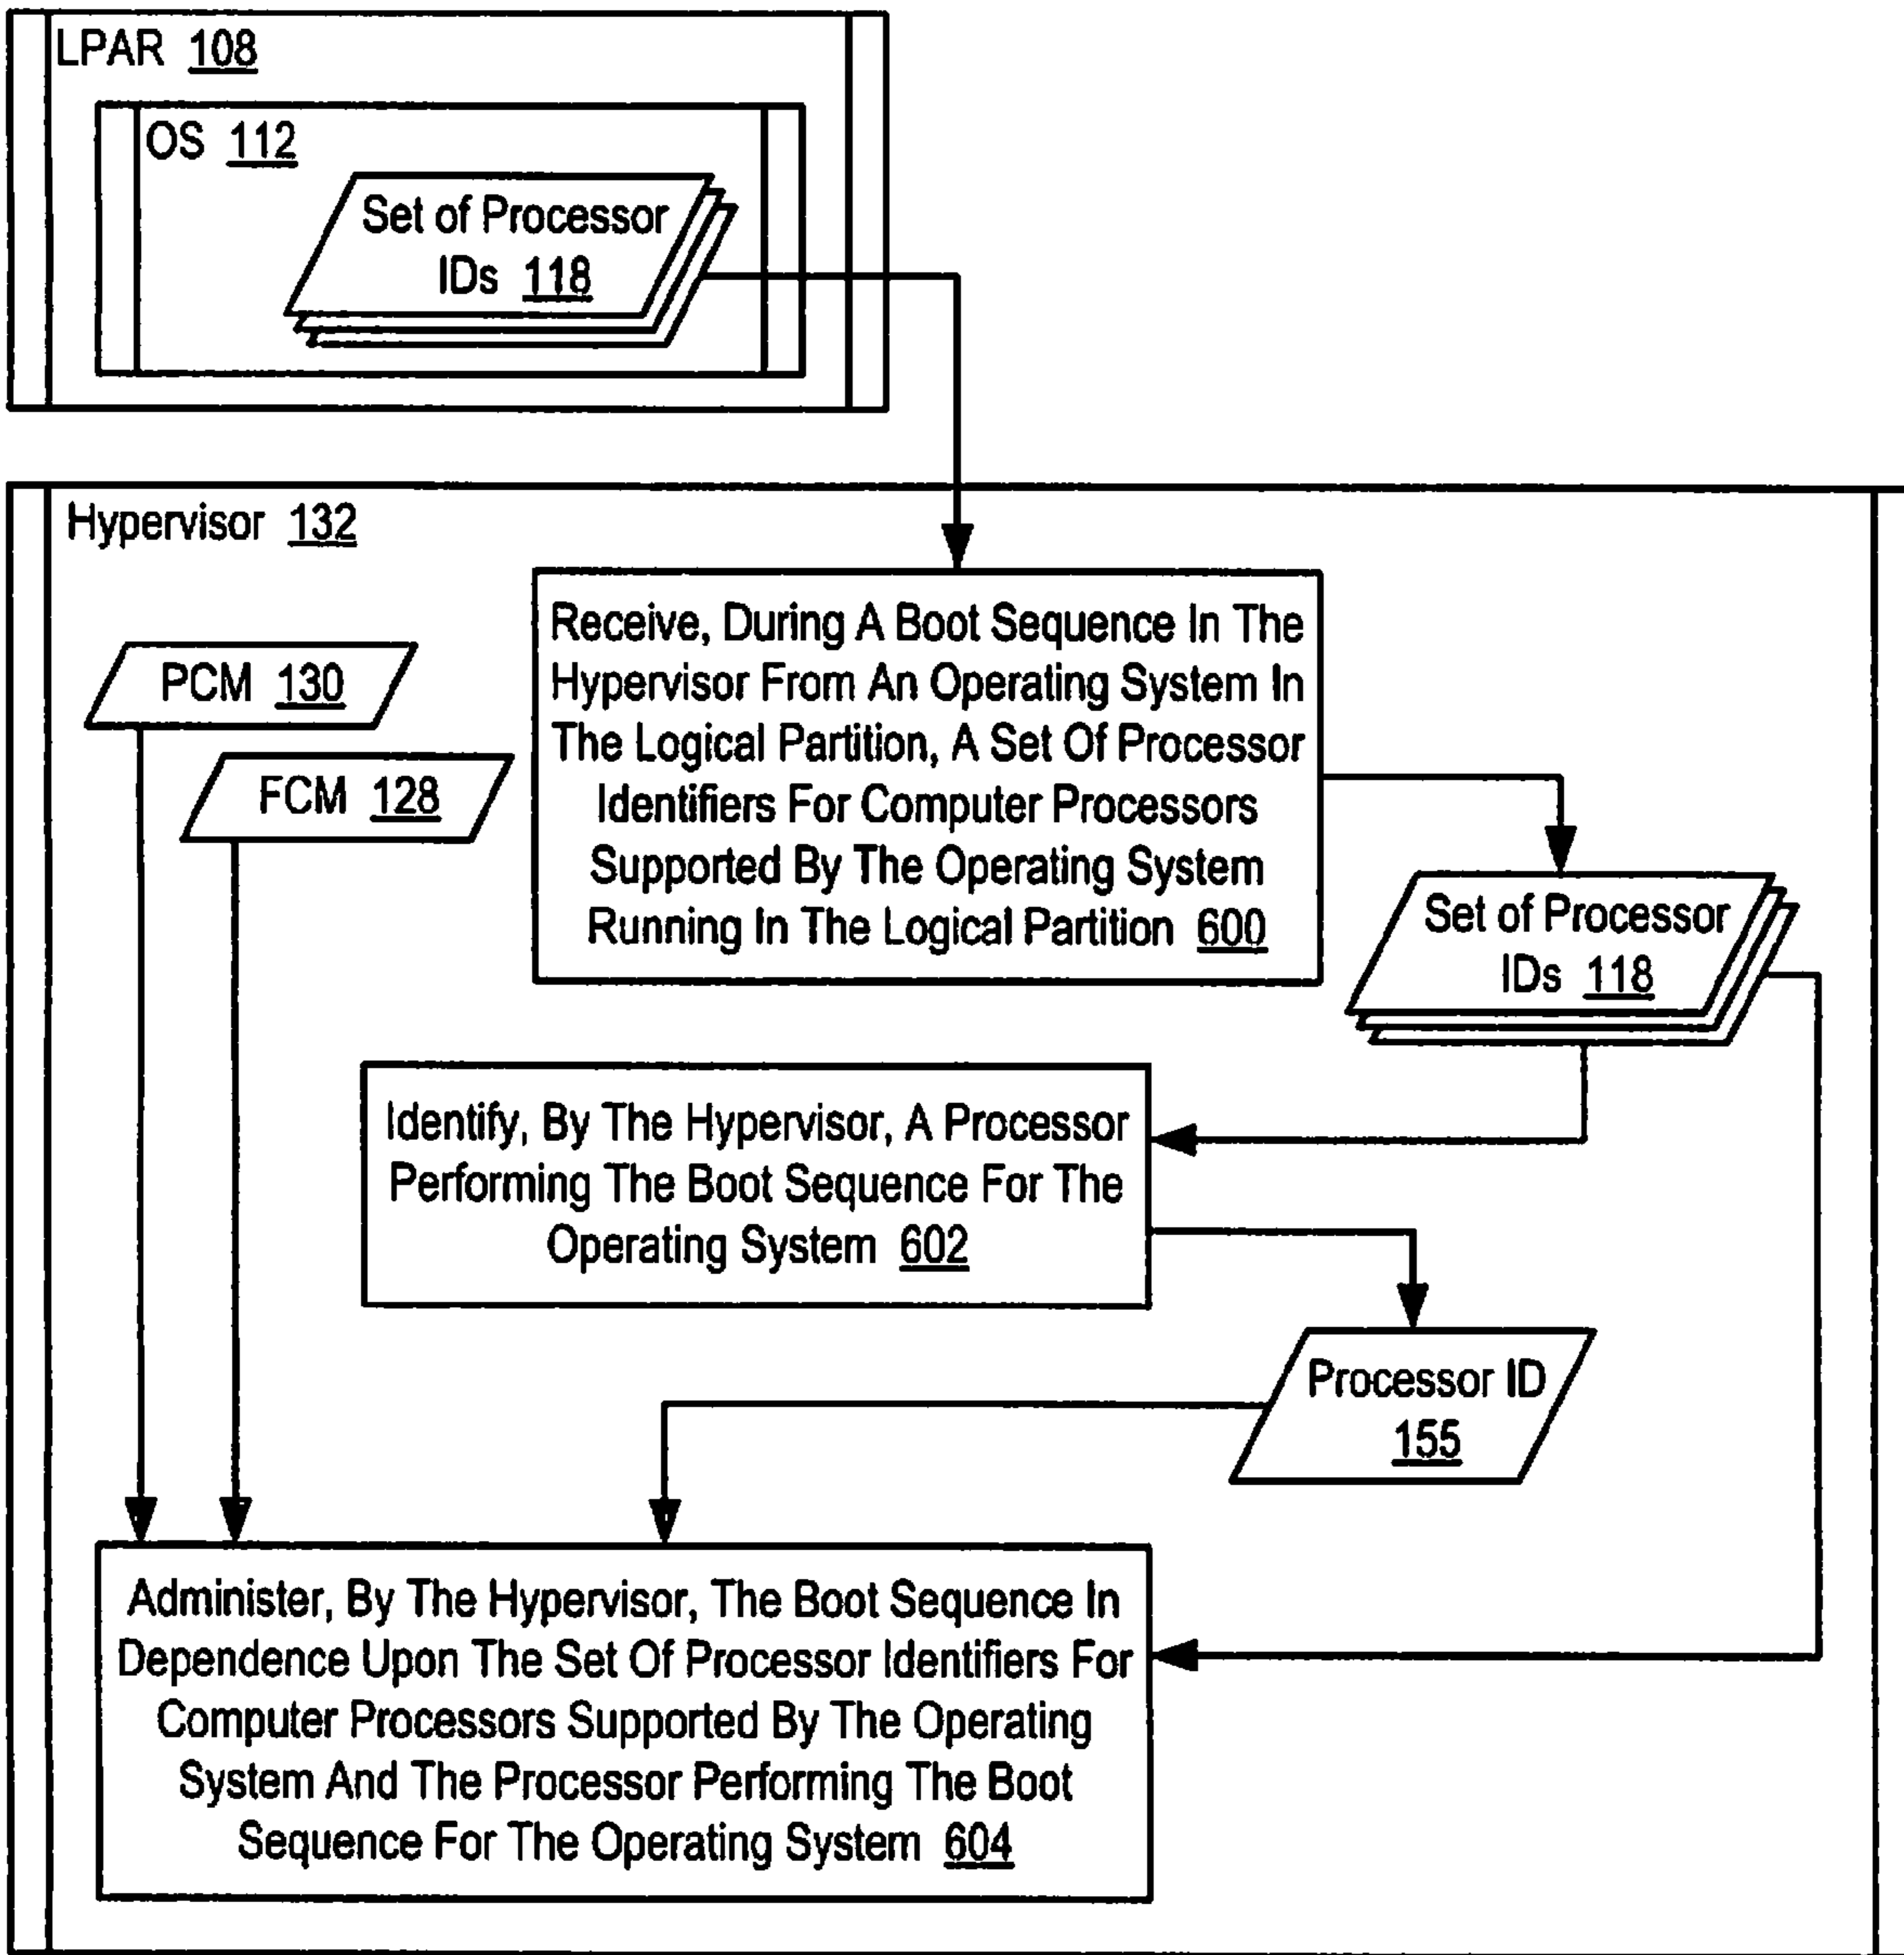 LPAR 108
OS 112
Set of Processor
IDs 118
Hypervisor 132
PCM 130
FCM 128
Receive, During A Boot Sequence In The
Hypervisor From An Operating System In
The Logical Partition, A Set Of Processor
Identifiers For Computer Processors
Supported By The Operating System
Running In The Logical Partition 600
Set of Processor
IDs 118
Identify, By The Hypervisor, A Processor
Performing The Boot Sequence For The
Operating System 602
Processor ID
155
Administer, By The Hypervisor, The Boot Sequence In
Dependence Upon The Set Of Processor Identifiers For
Computer Processors Supported By The Operating
System And The Processor Performing The Boot
Sequence For The Operating System 604